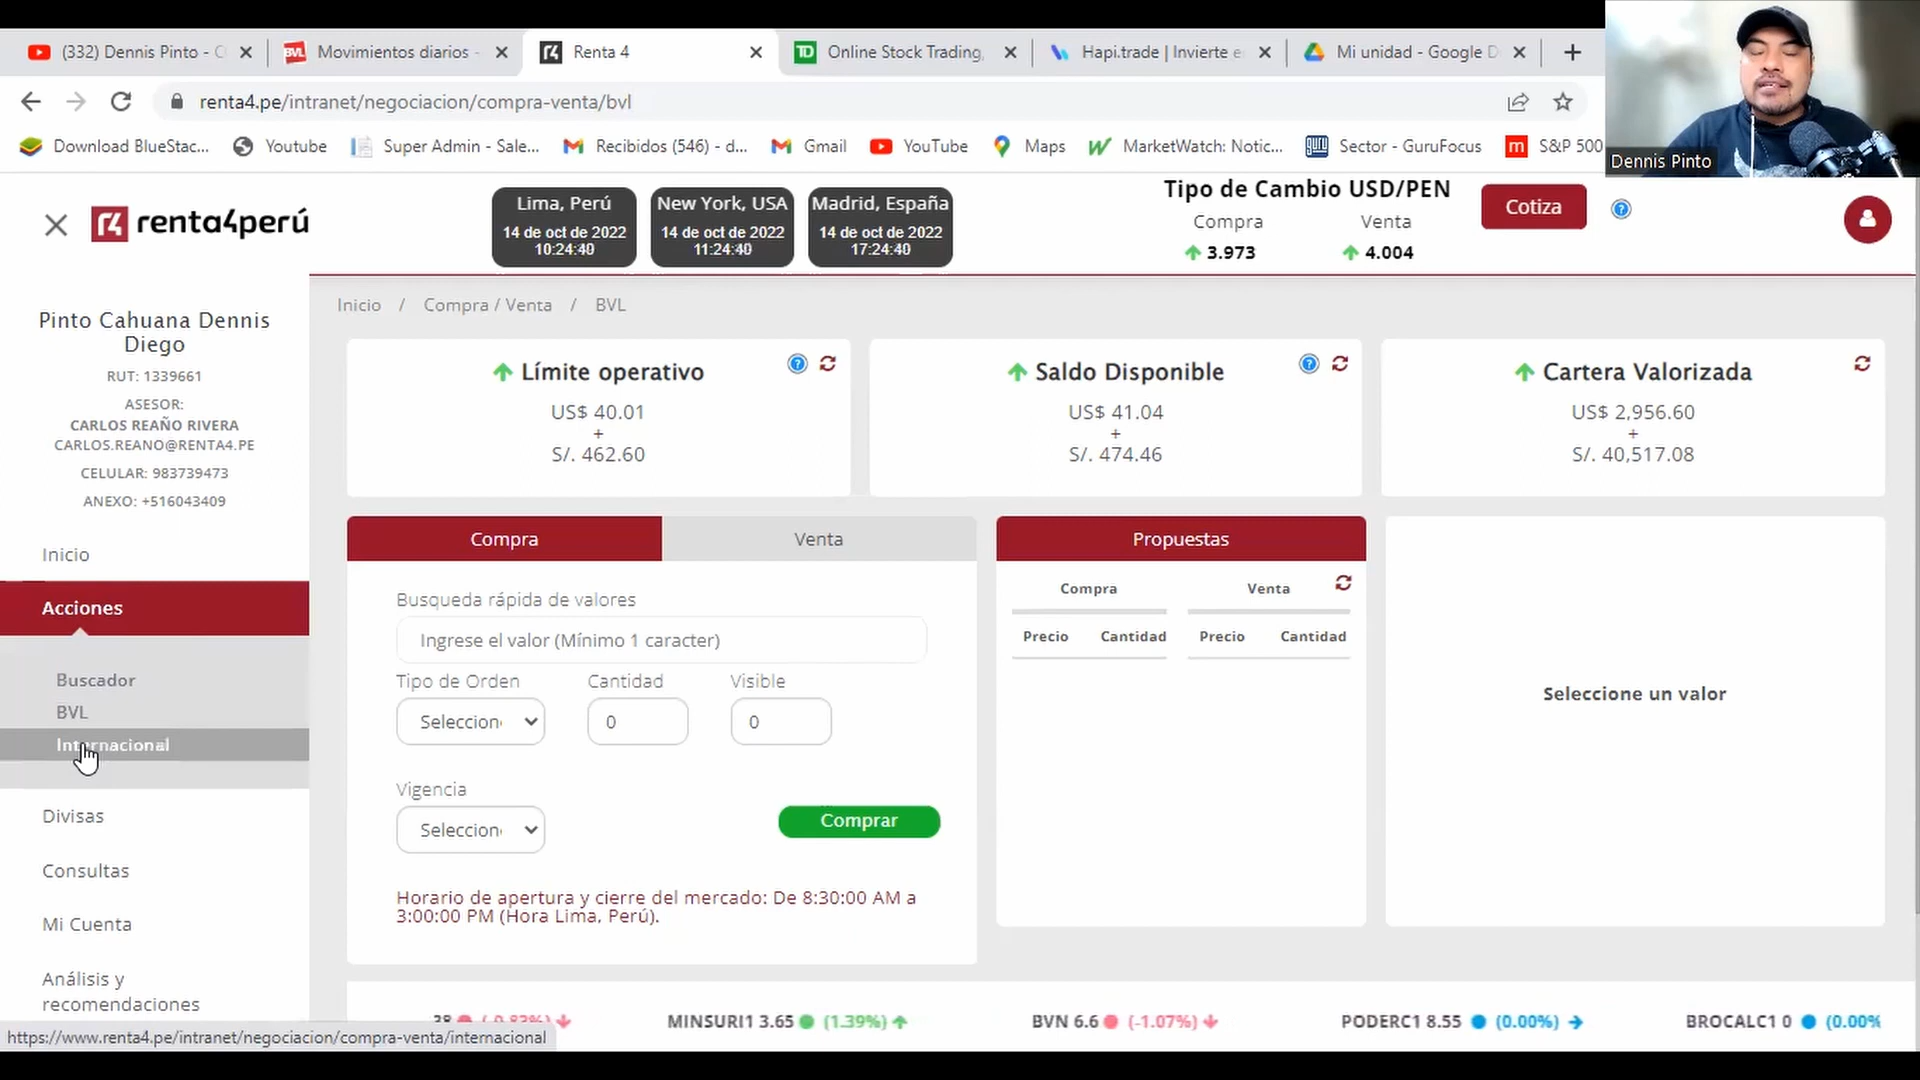 (332) Dennis Pinto - C
Movimientos diarios -
Renta 4
Online Stock Trading,
Hapi.trade | Invierte e
Mi unidad - Google D
renta4.pe/intranet/negociacion/compra-venta/bvl
Download BlueStac...
Youtube
Super Admin - Sale...
Recibidos (546) - d...
Gmail
YouTube
Maps
MarketWatch: Notic...
Sector - GuruFocus
S&P 500
Dennis Pinto
renta4perú
Lima, Perú
14 de oct de 2022
10:24:40
New York, USA
14 de oct de 2022
11:24:40
Madrid, España
14 de oct de 2022
17:24:40
Tipo de Cambio USD/PEN
Compra
3.973
Venta
4.004
Cotiza
Pinto Cahuana Dennis
Diego
RUT: 1339661
ASESOR:
CARLOS REAÑO RIVERA
CARLOS.REANO@RENTA4.PE
CELULAR: 983739473
ANEXO: +516043409
Inicio
Acciones
Buscador
BVL
Internacional
Divisas
Consultas
Mi Cuenta
Análisis y
recomendaciones
Inicio / Compra / Venta / BVL
Límite operativo
US$ 40.01
+
S/. 462.60
Saldo Disponible
US$ 41.04
+
S/. 474.46
Cartera Valorizada
US$ 2,956.60
+
S/. 40,517.08
Compra
Venta
Busqueda rápida de valores
Ingrese el valor (Mínimo 1 caracter)
Tipo de Orden
Cantidad
Visible
Seleccion
0
0
Vigencia
Seleccion
Comprar
Horario de apertura y cierre del mercado: De 8:30:00 AM a
3:00:00 PM (Hora Lima, Perú).
Propuestas
Compra
Venta
Precio Cantidad Precio Cantidad
Seleccione un valor
38 (-0.83%)
MINSURI1 3.65 (1.39%)
BVN 6.6 (-1.07%)
PODERC1 8.55 (0.00%)
BROCALC1 0 (0.00%
https://www.renta4.pe/intranet/negociacion/compra-venta/internacional